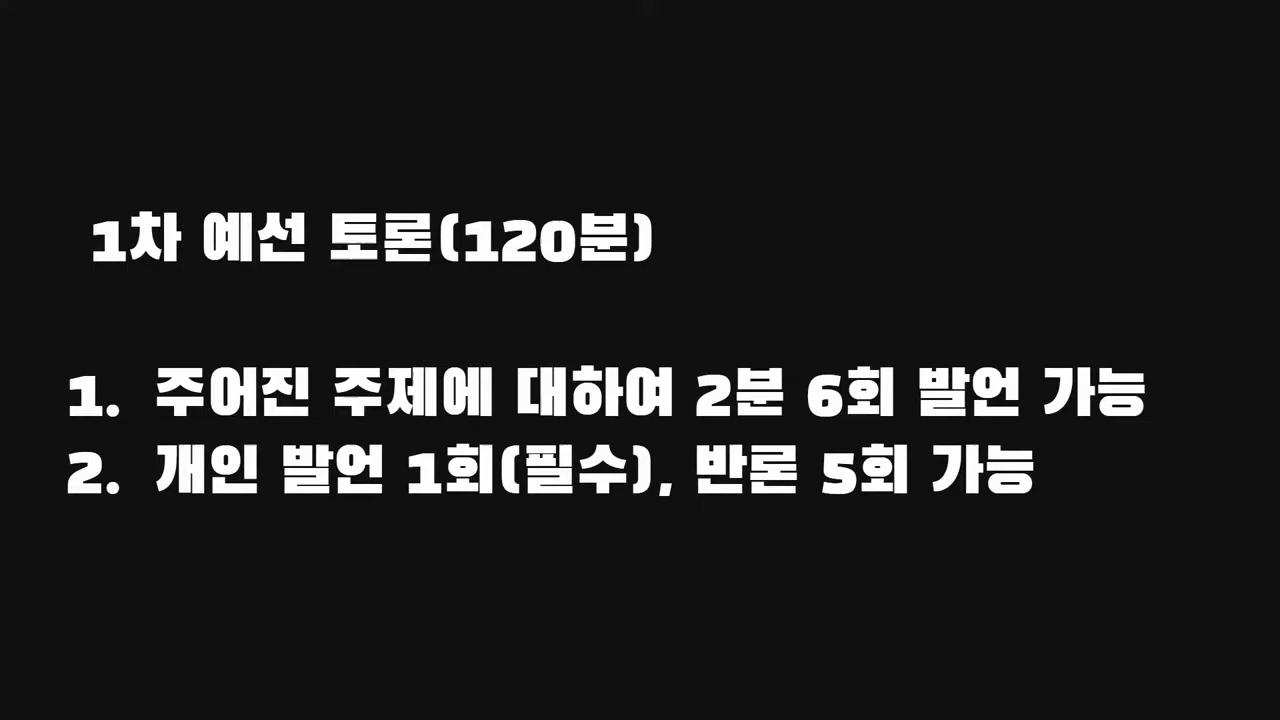 1차 예선 토론(120분)
1. 주어진 주제에 대하여 2분 6회 발언 가능
2. 개인 발언 1회(필수), 반론 5회 가능